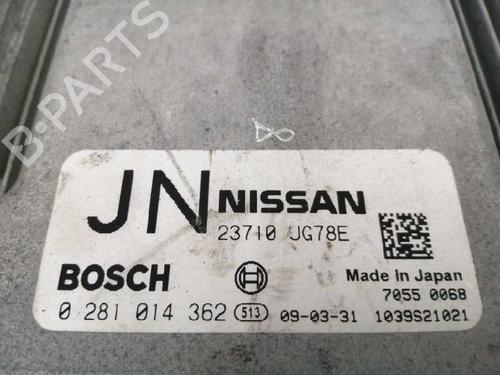 B-PARTS
JN NISSAN
23710 JG78E
BOSCH
Made in Japan
7055 0068
0 281 014 362 513 09-03-31 1039S21021